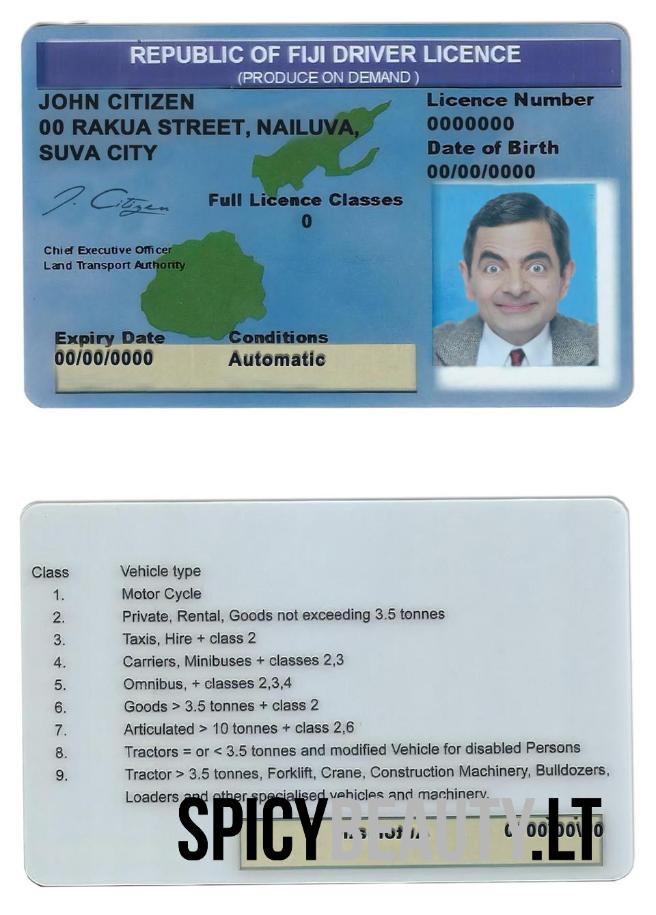 REPUBLIC OF FIJI DRIVER LICENCE
(PRODUCE ON DEMAND )
JOHN CITIZEN
00 RAKUA STREET, NAILUVA,
SUVA CITY
Licence Number
0000000
Date of Birth
00/00/0000
J. Citizen
Full Licence Classes
0
Chief Executive Officer
Land Transport Authority
Expiry Date
00/00/0000
Conditions
Automatic
Class Vehicle type
1. Motor Cycle
2. Private, Rental, Goods not exceeding 3.5 tonnes
3. Taxis, Hire + class 2
4. Carriers, Minibuses + classes 2,3
5. Omnibus, + classes 2,3,4
6. Goods > 3.5 tonnes + class 2
7. Articulated > 10 tonnes + class 2,6
8. Tractors = or < 3.5 tonnes and modified Vehicle for disabled Persons
9. Tractor > 3.5 tonnes, Forklift, Crane, Construction Machinery, Bulldozers,
Loaders and other specialised vehicles and machinery.
SPICYBEAUTY.LT